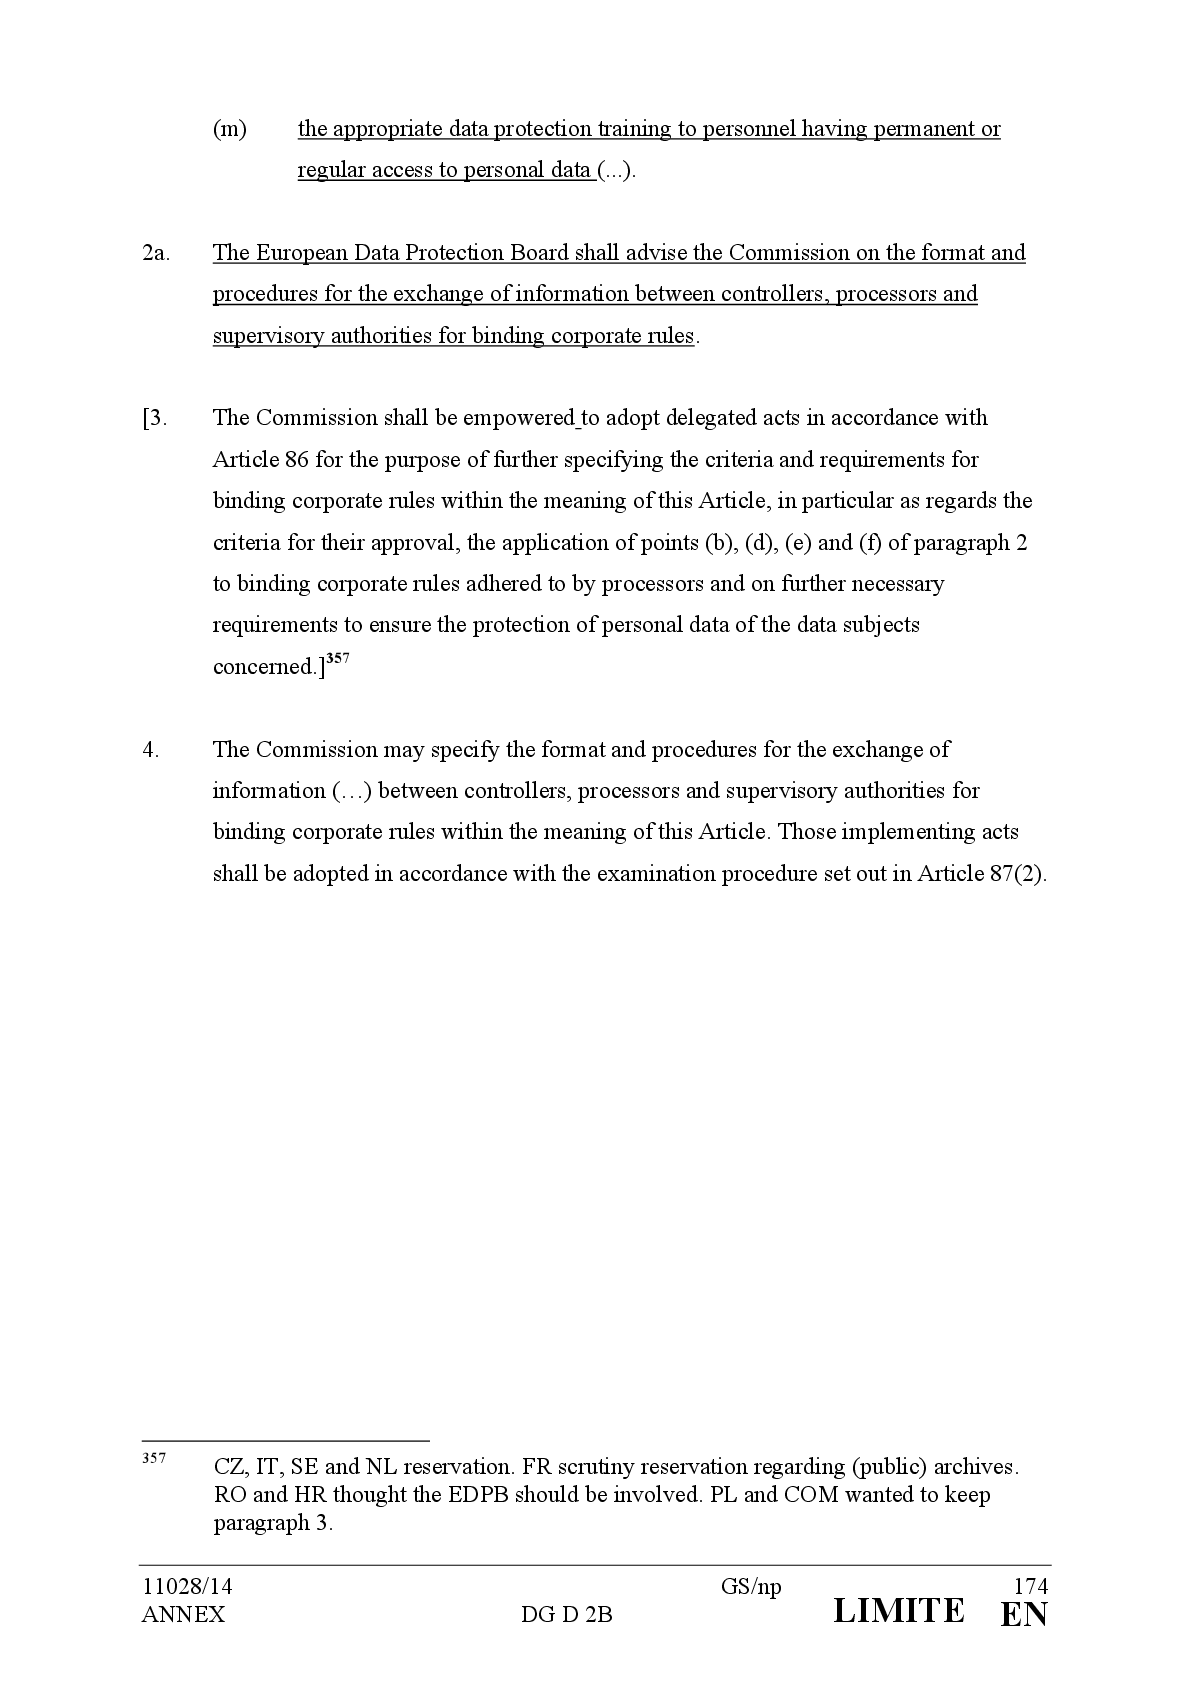 (m) the appropriate data protection training to personnel having permanent or
regular access to personal data (...).
2a. The European Data Protection Board shall advise the Commission on the format and
procedures for the exchange of information between controllers, processors and
supervisory authorities for binding corporate rules.
[3. The Commission shall be empowered to adopt delegated acts in accordance with
Article 86 for the purpose of further specifying the criteria and requirements for
binding corporate rules within the meaning of this Article, in particular as regards the
criteria for their approval, the application of points (b), (d), (e) and (f) of paragraph 2
to binding corporate rules adhered to by processors and on further necessary
requirements to ensure the protection of personal data of the data subjects
concerned.]357
4. The Commission may specify the format and procedures for the exchange of
information (…) between controllers, processors and supervisory authorities for
binding corporate rules within the meaning of this Article. Those implementing acts
shall be adopted in accordance with the examination procedure set out in Article 87(2).
357 CZ, IT, SE and NL reservation. FR scrutiny reservation regarding (public) archives.
RO and HR thought the EDPB should be involved. PL and COM wanted to keep
paragraph 3.
11028/14 GS/np 174
ANNEX DG D 2B LIMITE EN